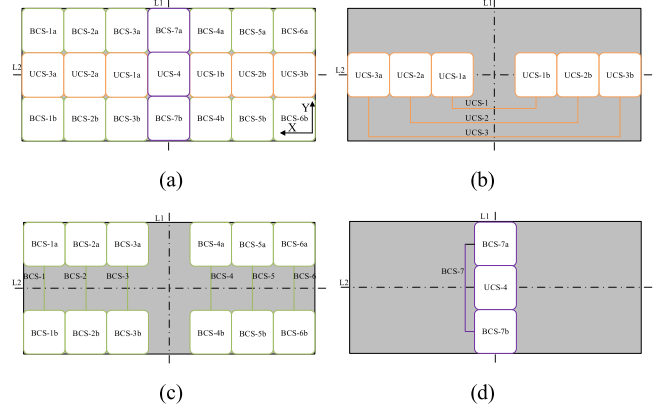 L1
BCS-1a BCS-2a BCS-3a BCS-7a BCS-4a BCS-5a BCS-6a
L2 UCS-3a UCS-2a UCS-1a UCS-4 UCS-1b UCS-2b UCS-3b
BCS-1b BCS-2b BCS-3b BCS-7b BCS-4b BCS-5b BCS-6b
Y
X
(a)
L1
L2 UCS-3a UCS-2a UCS-1a UCS-1b UCS-2b UCS-3b
UCS-1
UCS-2
UCS-3
(b)
L1
BCS-1a BCS-2a BCS-3a BCS-4a BCS-5a BCS-6a
BCS-1 BCS-2 BCS-3 BCS-4 BCS-5 BCS-6
L2
BCS-1b BCS-2b BCS-3b BCS-4b BCS-5b BCS-6b
(c)
L1
BCS-7a
BCS-7
L2 UCS-4
BCS-7b
(d)